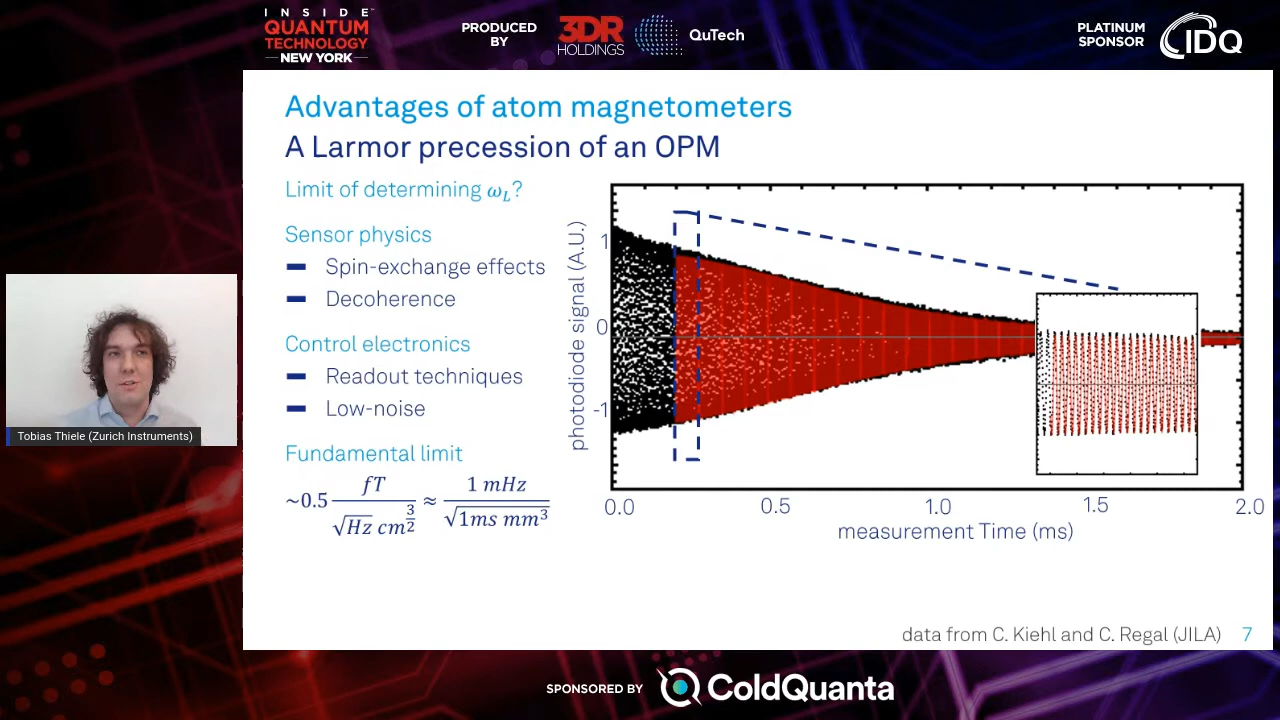 INSIDE
QUANTUM
TECHNOLOGY
NEW YORK
PRODUCED
BY
3DR
HOLDINGS
QuTech
PLATINUM
SPONSOR
IDQ
Advantages of atom magnetometers
A Larmor precession of an OPM
Limit of determining ω_L?
Sensor physics
Spin-exchange effects
Decoherence
Control electronics
Readout techniques
Low-noise
Fundamental limit
~0.5 fT/(√Hz cm^(3/2)) ≈ 1 mHz/√(1ms mm³)
photodiode signal (A.U.)
1
0
-1
0.0 0.5 1.0 1.5 2.0
measurement Time (ms)
Tobias Thiele (Zurich Instruments)
data from C. Kiehl and C. Regal (JILA) 7
SPONSORED BY ColdQuanta